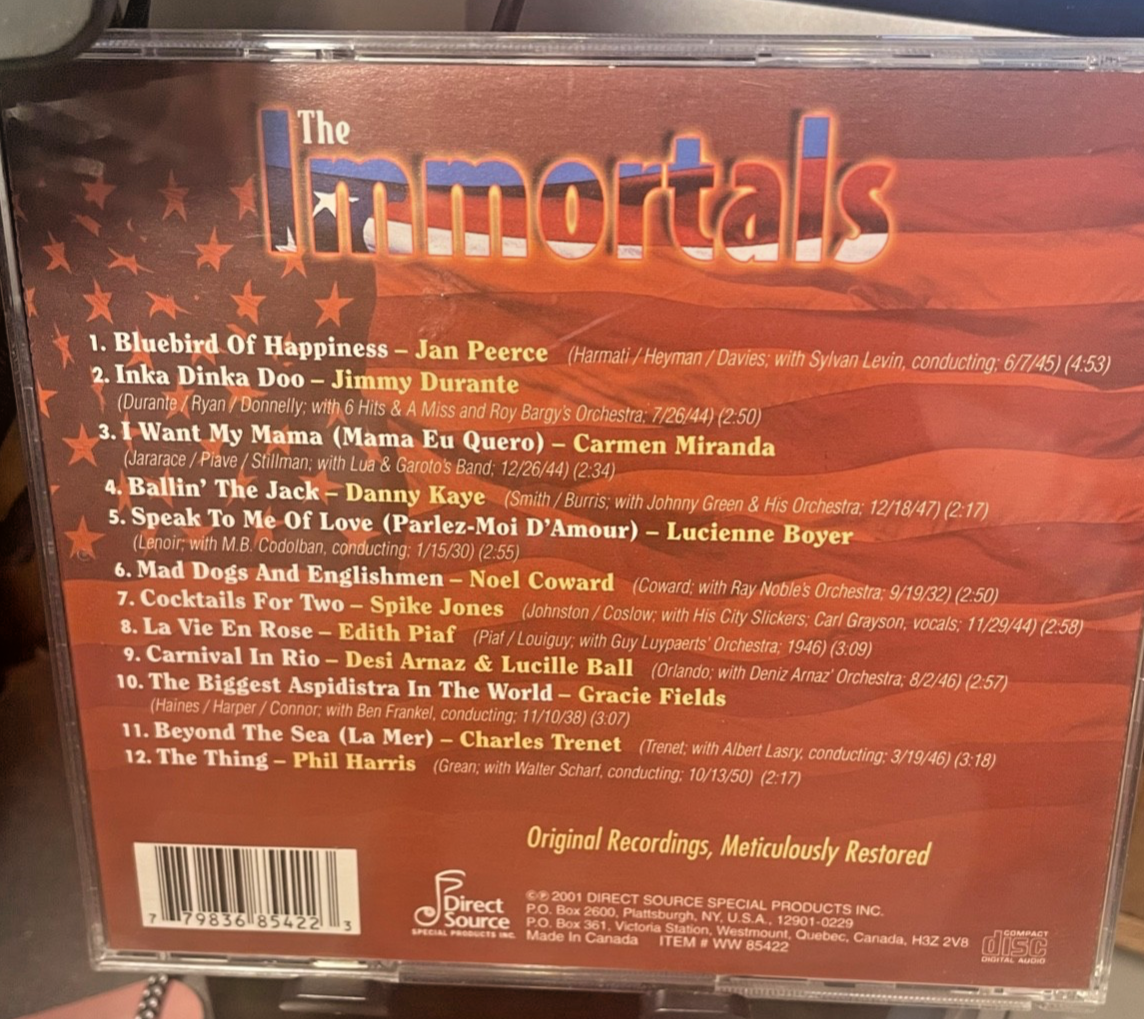 The
Immortals
1. Bluebird Of Happiness – Jan Peerce (Harmati / Heyman / Davies; with Sylvan Levin, conducting; 6/7/45) (4:53)
2. Inka Dinka Doo – Jimmy Durante
(Durante / Ryan / Donnelly; with 6 Hits & A Miss and Roy Bargy's Orchestra; 7/26/44) (2:50)
3. I Want My Mama (Mama Eu Quero) – Carmen Miranda
(Jararace / Piave / Stillman; with Lua & Garoto's Band; 12/26/44) (2:34)
4. Ballin' The Jack – Danny Kaye (Smith / Burris; with Johnny Green & His Orchestra; 12/18/47) (2:17)
5. Speak To Me Of Love (Parlez-Moi D'Amour) – Lucienne Boyer
(Lenoir; with M.B. Codolban, conducting; 1/15/30) (2:55)
6. Mad Dogs And Englishmen – Noel Coward (Coward; with Ray Noble's Orchestra; 9/19/32) (2:50)
7. Cocktails For Two – Spike Jones (Johnston / Coslow; with His City Slickers; Carl Grayson, vocals; 11/29/44) (2:58)
8. La Vie En Rose – Edith Piaf (Piaf / Louiguy; with Guy Luypaerts' Orchestra; 1946) (3:09)
9. Carnival In Rio – Desi Arnaz & Lucille Ball (Orlando; with Deniz Arnaz' Orchestra; 8/2/46) (2:57)
10. The Biggest Aspidistra In The World – Gracie Fields
(Haines / Harper / Connor; with Ben Frankel, conducting; 11/10/38) (3:07)
11. Beyond The Sea (La Mer) – Charles Trenet (Trenet; with Albert Lasry, conducting; 3/19/46) (3:18)
12. The Thing – Phil Harris (Grean; with Walter Scharf, conducting; 10/13/50) (2:17)
Original Recordings, Meticulously Restored
7 79836 85422 3
Direct
Source
SPECIAL PRODUCTS INC.
©℗ 2001 DIRECT SOURCE SPECIAL PRODUCTS INC.
P.O. Box 2600, Plattsburgh, NY, U.S.A., 12901-0229
P.O. Box 361, Victoria Station, Westmount, Quebec, Canada, H3Z 2V8
Made In Canada ITEM # WW 85422
COMPACT
disc
DIGITAL AUDIO